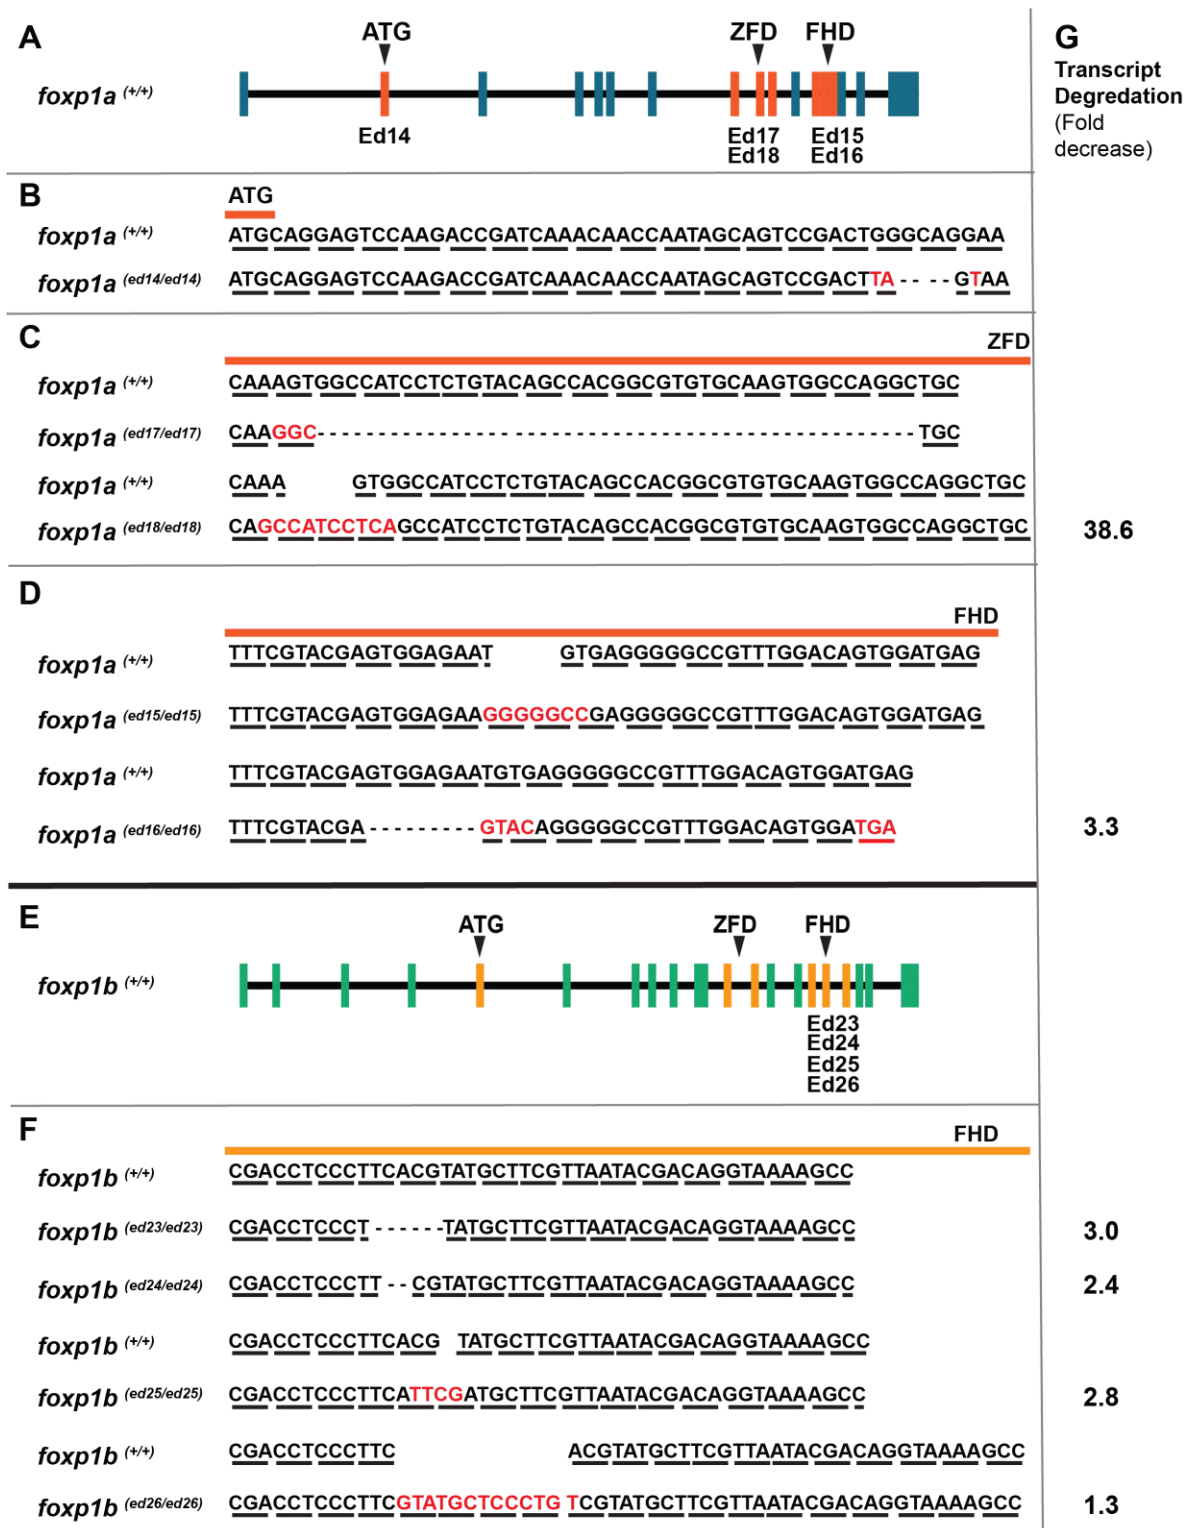 A
ATG ZFD FHD
foxp1a (+/+)
Ed14 Ed17 Ed15
Ed18 Ed16
G
Transcript
Degredation
(Fold
decrease)
B
ATG
foxp1a (+/+) ATGCAGGAGTCCAAGACCGATCAAACAACCAATAGCAGTCCGACTGGGCAGGAA
foxp1a (ed14/ed14) ATGCAGGAGTCCAAGACCGATCAAACAACCAATAGCAGTCCGACTTA- - - -GTAA
C
ZFD
foxp1a (+/+) CAAAGTGGCCATCCTCTGTACAGCCACGGCGTGTGCAAGTGGCCAGGCTGC
foxp1a (ed17/ed17) CAAGGC- - - - - - - - - - - - - - - - - - - - - - - - - - - - - - - - - - - - - - - - - -TGC
foxp1a (+/+) CAAA GTGGCCATCCTCTGTACAGCCACGGCGTGTGCAAGTGGCCAGGCTGC
foxp1a (ed18/ed18) CAGCCATCCTCAGCCATCCTCTGTACAGCCACGGCGTGTGCAAGTGGCCAGGCTGC 38.6
D
FHD
foxp1a (+/+) TTTCGTACGAGTGGAGAAT GTGAGGGGGCCGTTTGGACAGTGGATGAG
foxp1a (ed15/ed15) TTTCGTACGAGTGGAGAAGGGGGCCGAGGGGGCCGTTTGGACAGTGGATGAG
foxp1a (+/+) TTTCGTACGAGTGGAGAATGTGAGGGGGCCGTTTGGACAGTGGATGAG
foxp1a (ed16/ed16) TTTCGTACGA- - - - - - - - -GTACAGGGGGCCGTTTGGACAGTGGATGA 3.3
E
ATG ZFD FHD
foxp1b (+/+)
Ed23
Ed24
Ed25
Ed26
F
FHD
foxp1b (+/+) CGACCTCCCTTCACGTATGCTTCGTTAATACGACAGGTAAAAGCC
foxp1b (ed23/ed23) CGACCTCCCT- - - - - -TATGCTTCGTTAATACGACAGGTAAAAGCC 3.0
foxp1b (ed24/ed24) CGACCTCCCTT- -CGTATGCTTCGTTAATACGACAGGTAAAAGCC 2.4
foxp1b (+/+) CGACCTCCCTTCACG TATGCTTCGTTAATACGACAGGTAAAAGCC
foxp1b (ed25/ed25) CGACCTCCCTTCATTCGATGCTTCGTTAATACGACAGGTAAAAGCC 2.8
foxp1b (+/+) CGACCTCCCTTC ACGTATGCTTCGTTAATACGACAGGTAAAAGCC
foxp1b (ed26/ed26) CGACCTCCCTTCGTATGCTCCCTG TCGTATGCTTCGTTAATACGACAGGTAAAAGCC 1.3